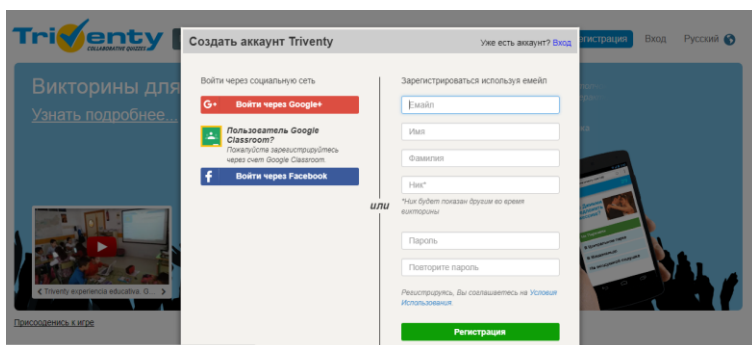 Triventy
COLLABORATIVE QUIZZES
Создать аккаунт Triventy
Уже есть аккаунт? Вход
егистрация
Вход
Русский
Викторины для
Узнать подробнее...
Войти через социальную сеть
G+ Войти через Google+
Пользователь Google
Classroom?
Пожалуйста зарегистрируйтесь
через счет Google Classroom.
f Войти через Facebook
или
Зарегистрироваться используя емейл
Емайл
Имя
Фамилия
Ник*
*Ник будет показан другим во время
викторины
Пароль
Повторите пароль
Регистрируясь, Вы соглашаетесь на Условия
Использования.
Регистрация
Triventy experiencia educativa. G...
Присоединись к игре